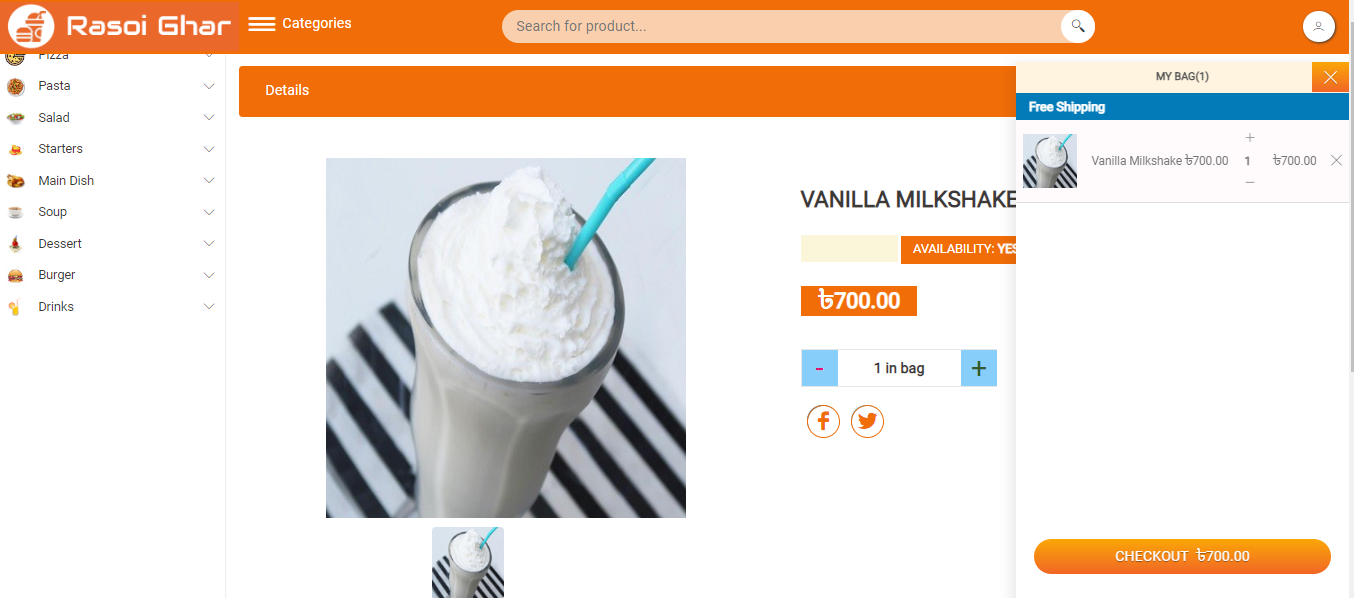 Rasoi Ghar
Categories
Search for product...
Pizza
Pasta
Salad
Starters
Main Dish
Soup
Dessert
Burger
Drinks
Details
VANILLA MILKSHAKE
AVAILABILITY: YES
৳700.00
- 1 in bag +
MY BAG(1)
Free Shipping
Vanilla Milkshake ৳700.00 1 ৳700.00
CHECKOUT ৳700.00